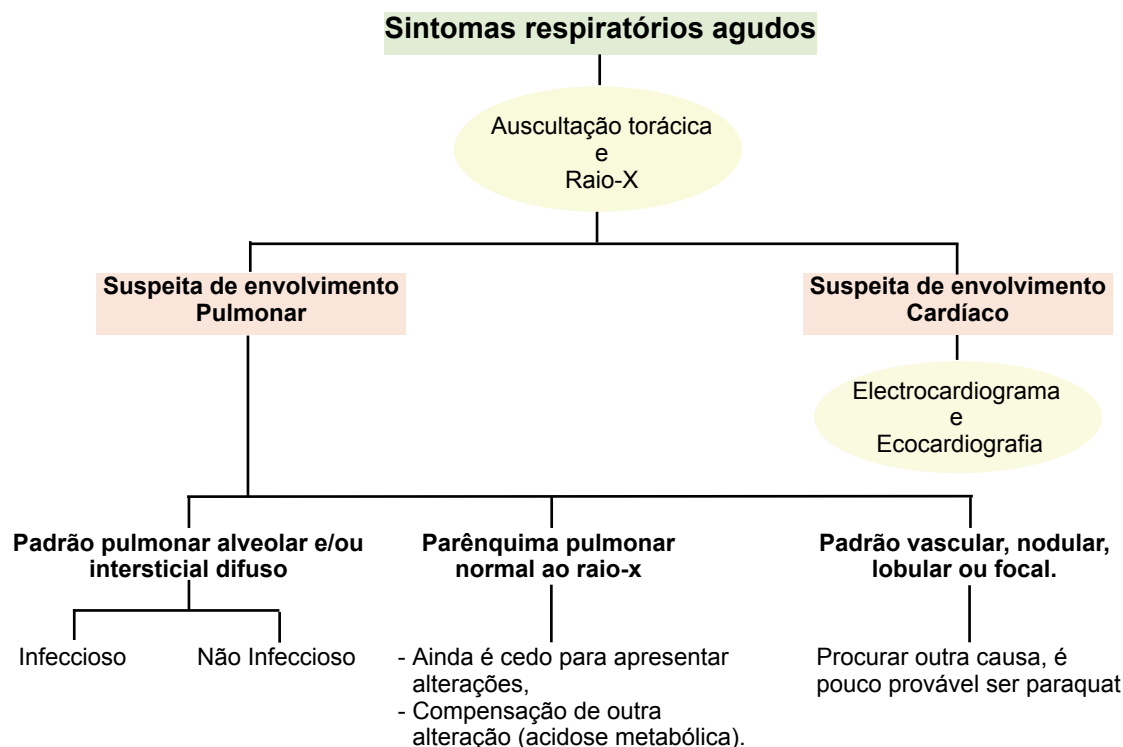 Sintomas respiratórios agudos
Auscultação torácica
e
Raio-X
Suspeita de envolvimento
Pulmonar
Suspeita de envolvimento
Cardíaco
Electrocardiograma
e
Ecocardiografia
Padrão pulmonar alveolar e/ou
intersticial difuso
Parênquima pulmonar
normal ao raio-x
Padrão vascular, nodular,
lobular ou focal.
Infeccioso
Não Infeccioso
- Ainda é cedo para apresentar
alterações,
- Compensação de outra
alteração (acidose metabólica).
Procurar outra causa, é
pouco provável ser paraquat